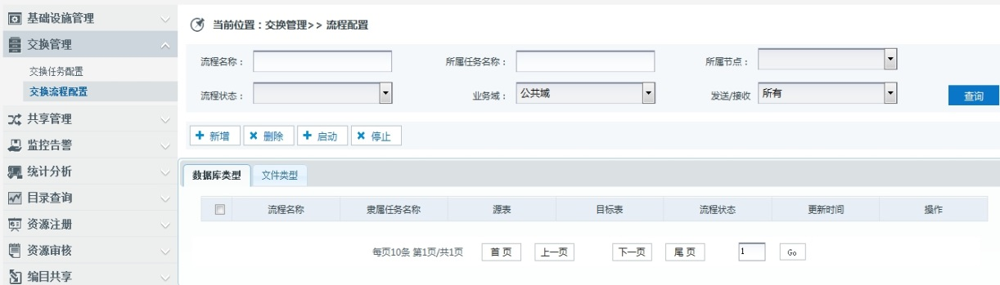 基础设施管理
交换管理
交换任务配置
交换流程配置
共享管理
监控告警
统计分析
目录查询
资源注册
资源审核
编目共享
当前位置：交换管理>> 流程配置
流程名称： 所属任务名称： 所属节点：
流程状态： 业务域： 公共域 发送/接收 所有 查询
新增 删除 启动 停止
数据库类型 文件类型
流程名称 隶属任务名称 源表 目标表 流程状态 更新时间 操作
每页10条 第1页/共1页 首 页 上一页 下一页 尾 页 1 Go